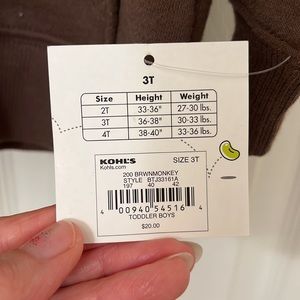 3T
Size Height Weight
2T 33-36" 27-30 lbs.
3T 36-38" 30-33 lbs.
4T 38-40" 33-36 lbs.
KOHL'S SIZE 3T
Kohls.com
200 BRWNMONKEY
STYLE BTJ33161A
197 40 42
4 00940 54516 4
TODDLER BOYS
$20.00